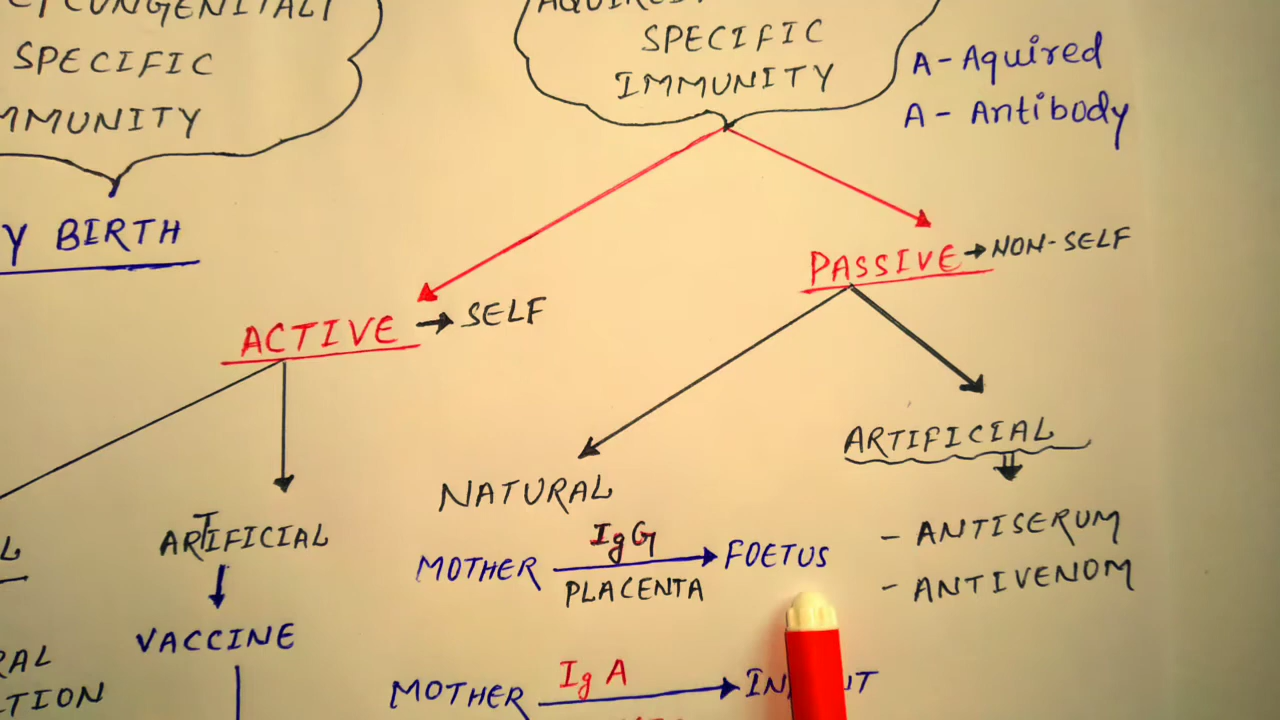 SPECIFIC
BY BIRTH
SPECIFIC
IMMUNITY
A - Aquired
A - Antibody
ACTIVE → SELF
PASSIVE → NON-SELF
ARTIFICIAL
VACCINE
NATURAL
MOTHER IgG FOETUS
PLACENTA
MOTHER IgA
ARTIFICIAL
- ANTISERUM
- ANTIVENOM